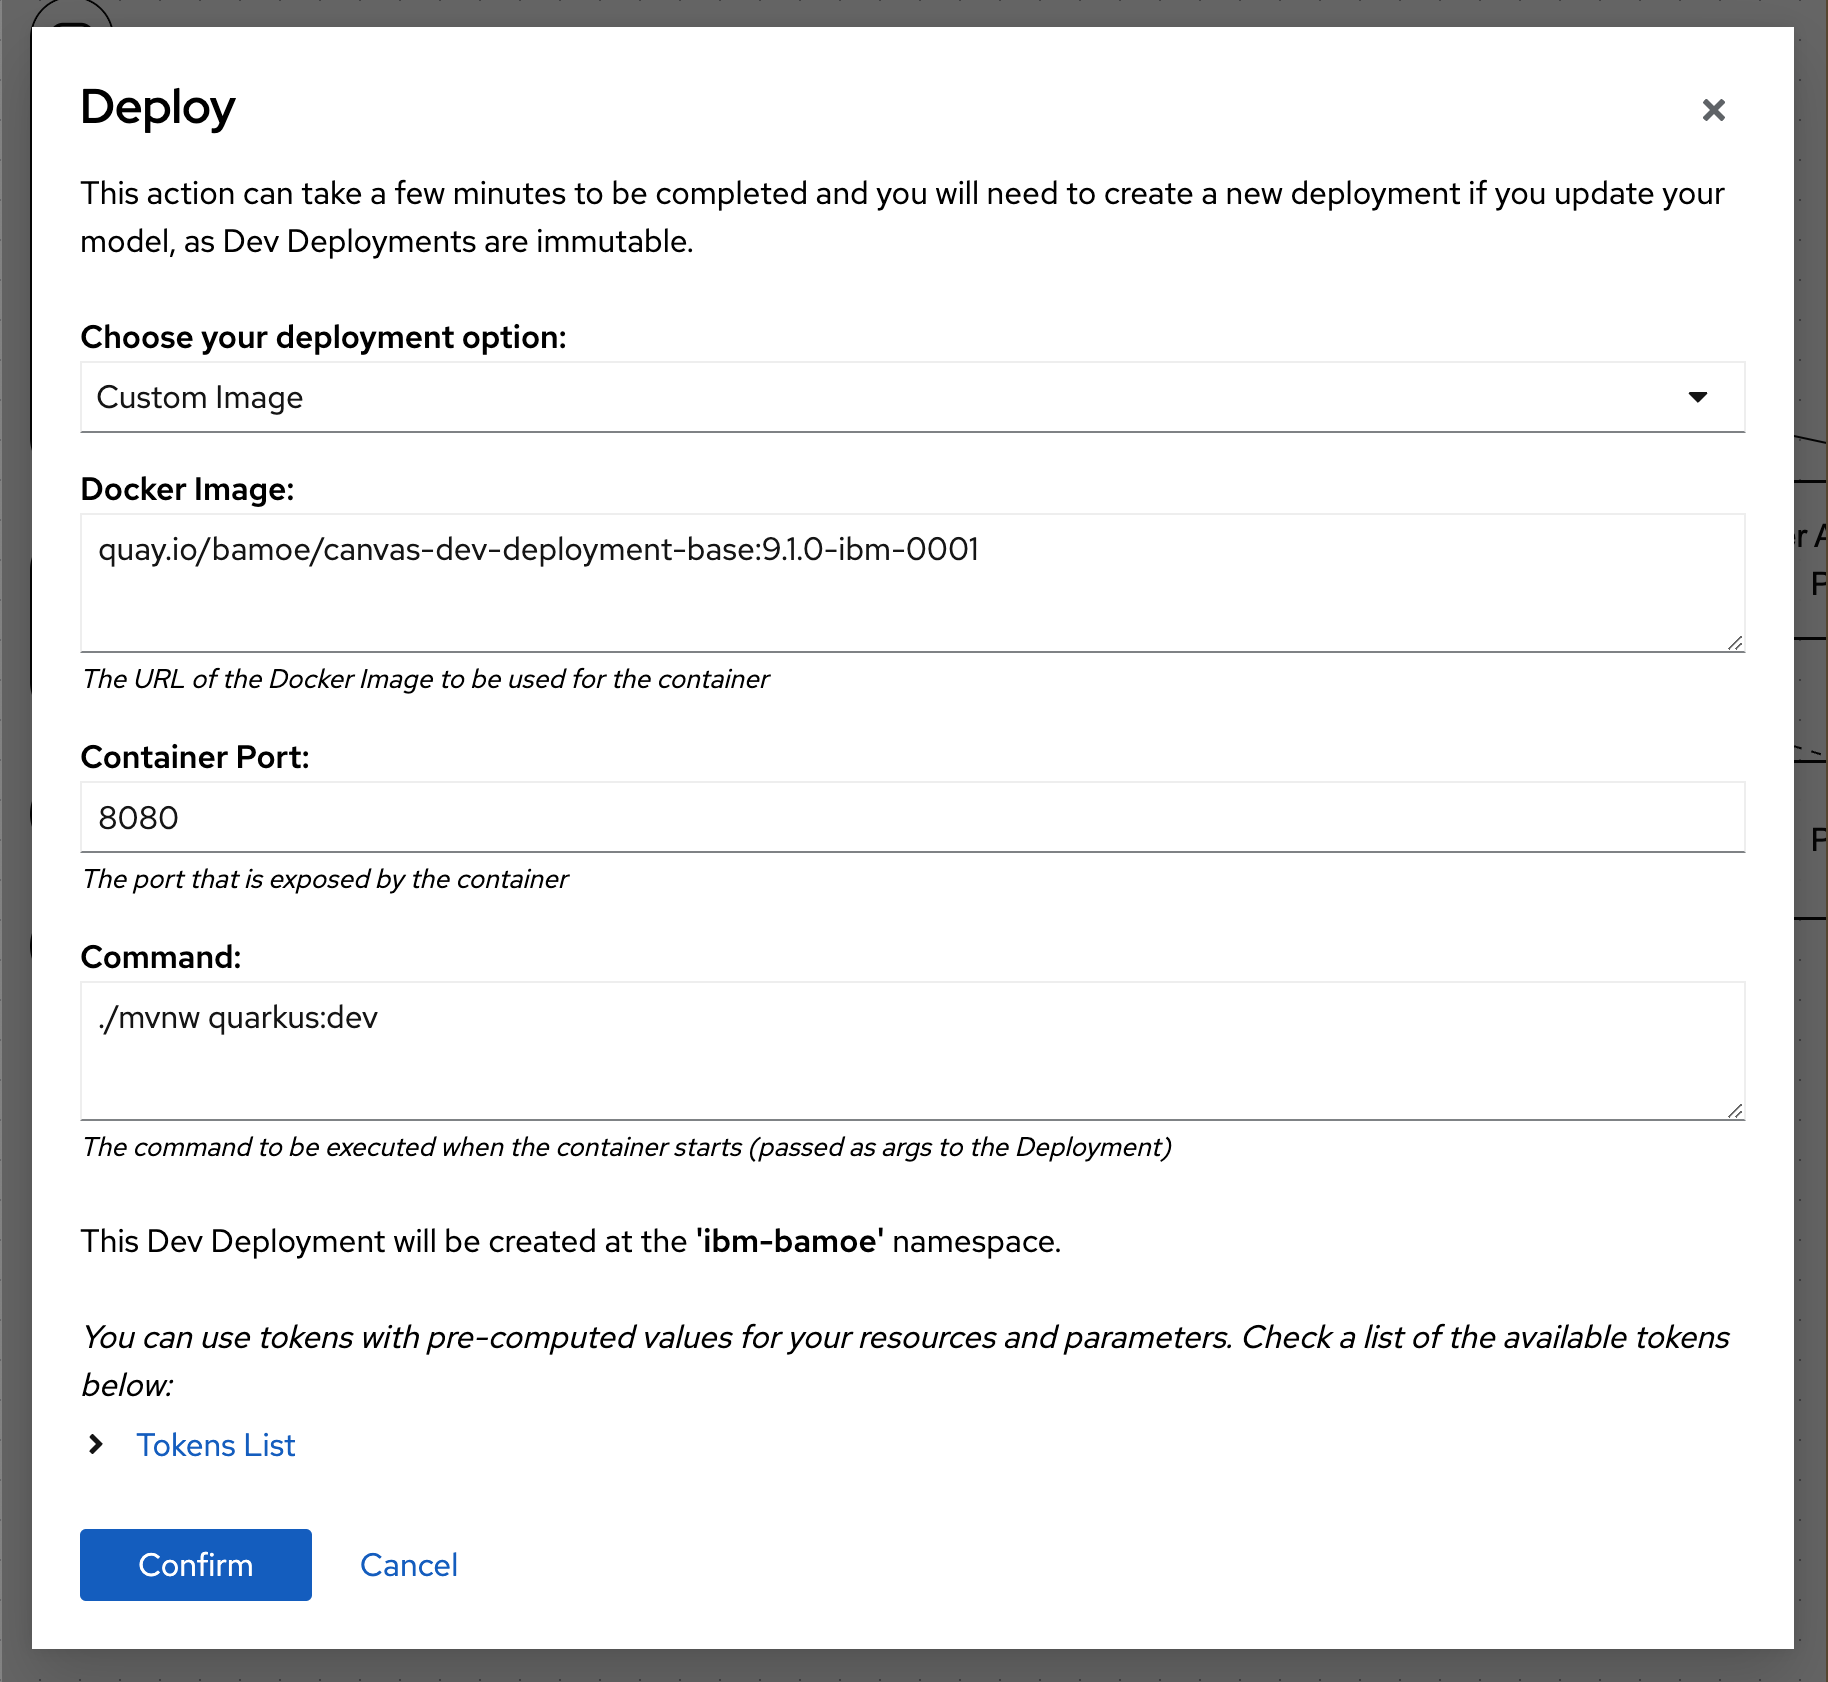 Deploy
This action can take a few minutes to be completed and you will need to create a new deployment if you update your
model, as Dev Deployments are immutable.
Choose your deployment option:
Custom Image
Docker Image:
quay.io/bamoe/canvas-dev-deployment-base:9.1.0-ibm-0001
The URL of the Docker Image to be used for the container
Container Port:
8080
The port that is exposed by the container
Command:
./mvnw quarkus:dev
The command to be executed when the container starts (passed as args to the Deployment)
This Dev Deployment will be created at the 'ibm-bamoe' namespace.
You can use tokens with pre-computed values for your resources and parameters. Check a list of the available tokens
below:
Tokens List
Confirm Cancel